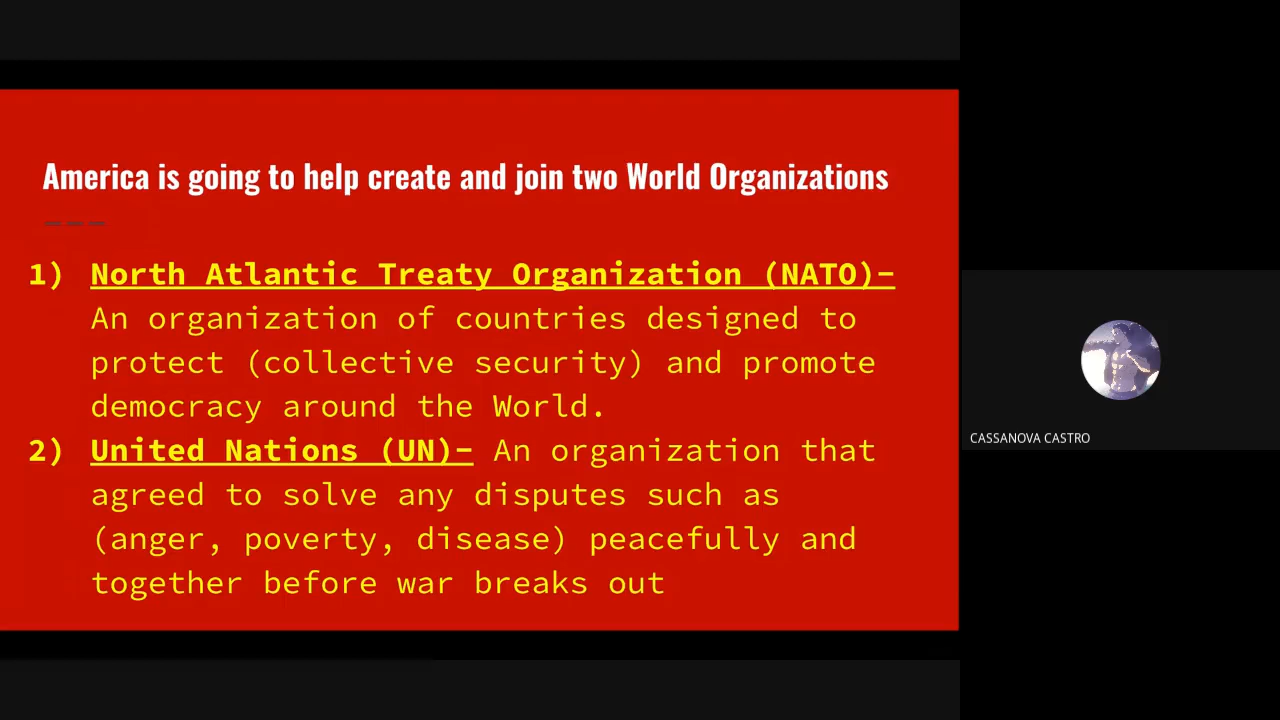 America is going to help create and join two World Organizations
1) North Atlantic Treaty Organization (NATO)-
An organization of countries designed to
protect (collective security) and promote
democracy around the World.
2) United Nations (UN)- An organization that
agreed to solve any disputes such as
(anger, poverty, disease) peacefully and
together before war breaks out
CASSANOVA CASTRO